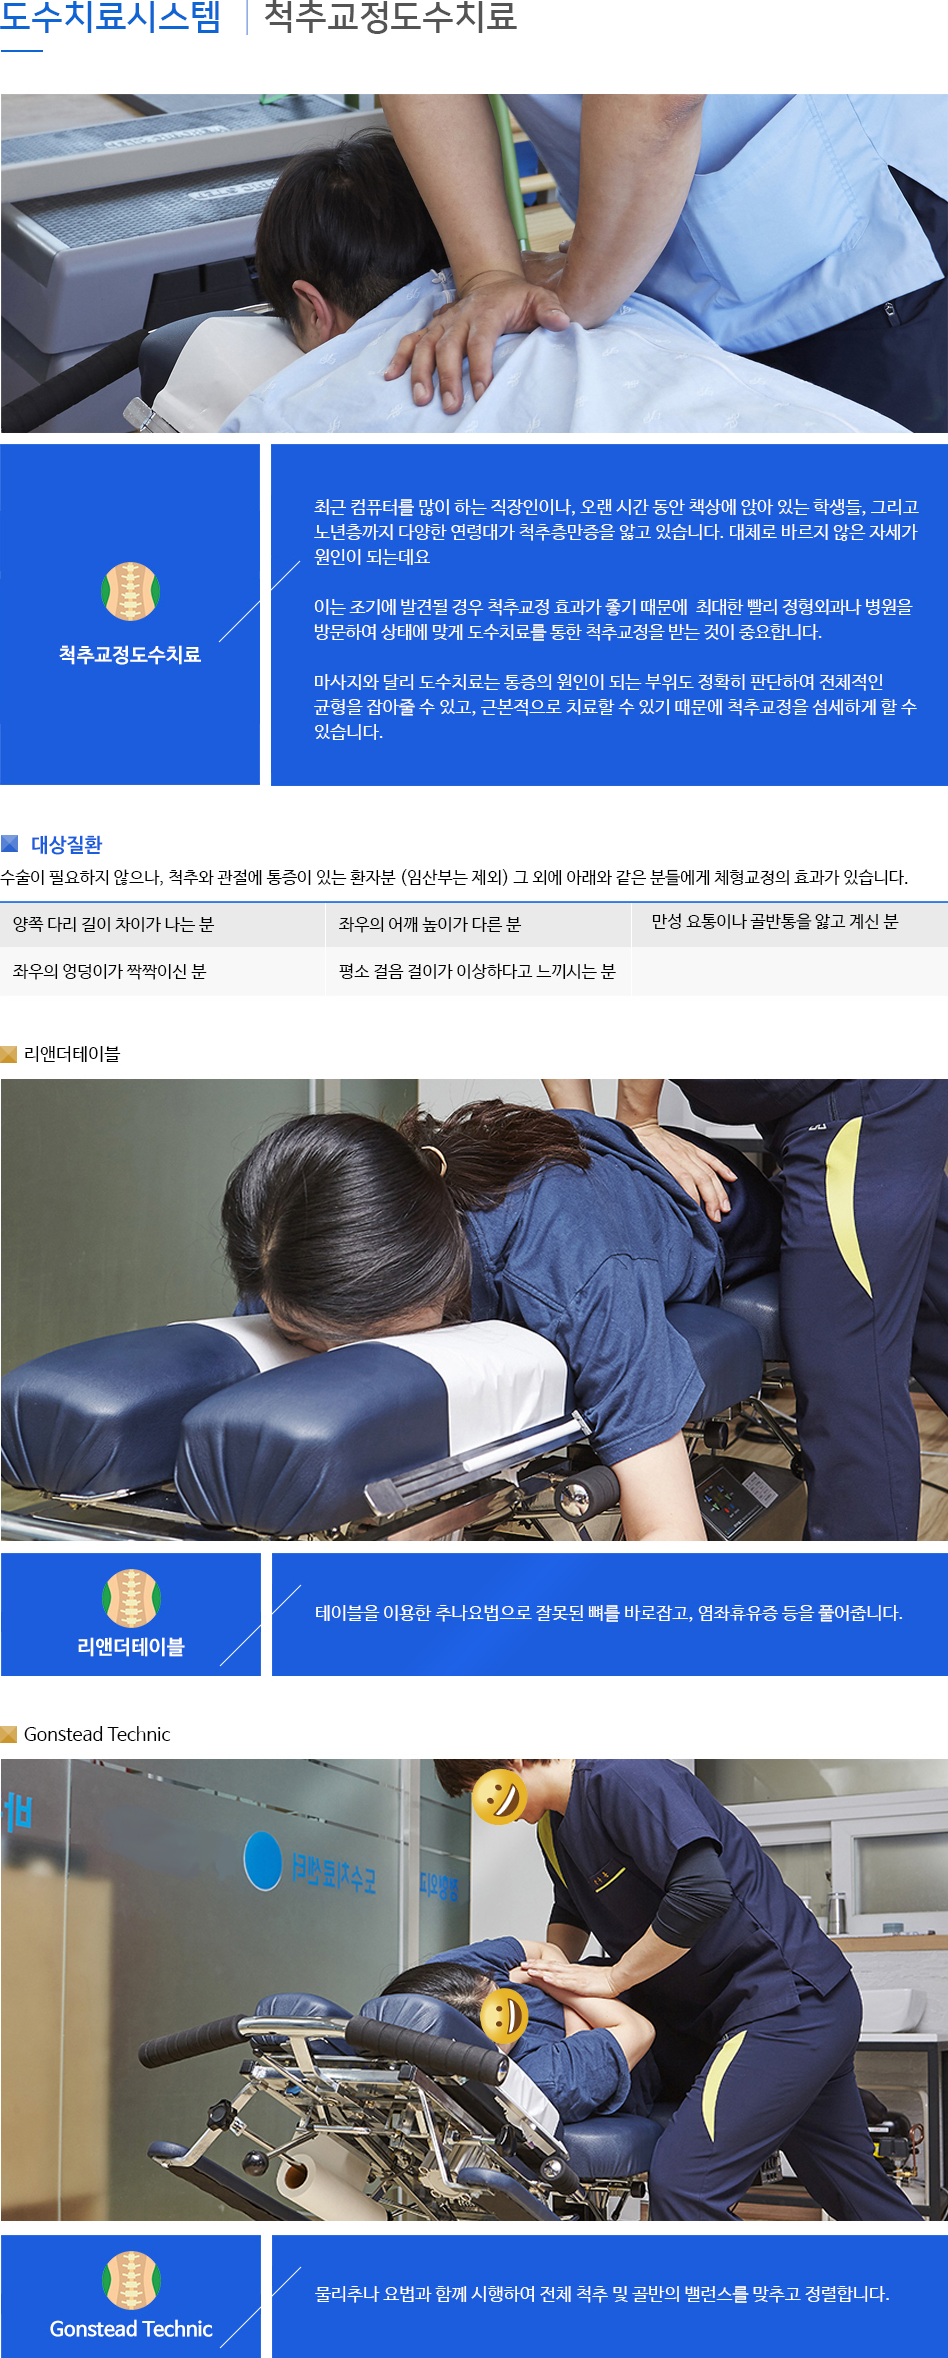 도수치료시스템 | 척추교정도수치료
척추교정도수치료
최근 컴퓨터를 많이 하는 직장인이나, 오랜 시간 동안 책상에 앉아 있는 학생들, 그리고
노년층까지 다양한 연령대가 척추측만증을 앓고 있습니다. 대체로 바르지 않은 자세가
원인이 되는데요
이는 조기에 발견될 경우 척추교정 효과가 좋기 때문에 최대한 빨리 정형외과나 병원을
방문하여 상태에 맞게 도수치료를 통한 척추교정을 받는 것이 중요합니다.
마사지와 달리 도수치료는 통증의 원인이 되는 부위도 정확히 판단하여 전체적인
균형을 잡아줄 수 있고, 근본적으로 치료할 수 있기 때문에 척추교정을 섬세하게 할 수
있습니다.
대상질환
수술이 필요하지 않으나, 척추와 관절에 통증이 있는 환자분 (임산부는 제외) 그 외에 아래와 같은 분들에게 체형교정의 효과가 있습니다.
양쪽 다리 길이 차이가 나는 분
좌우의 어깨 높이가 다른 분
만성 요통이나 골반통을 앓고 계신 분
좌우의 엉덩이가 짝짝이신 분
평소 걸음 걸이가 이상하다고 느끼시는 분
리앤더테이블
리앤더테이블
테이블을 이용한 추나요법으로 잘못된 뼈를 바로잡고, 염좌휴유증 등을 풀어줍니다.
Gonstead Technic
도수치료센터
Gonstead Technic
물리추나 요법과 함께 시행하여 전체 척추 및 골반의 밸런스를 맞추고 정렬합니다.